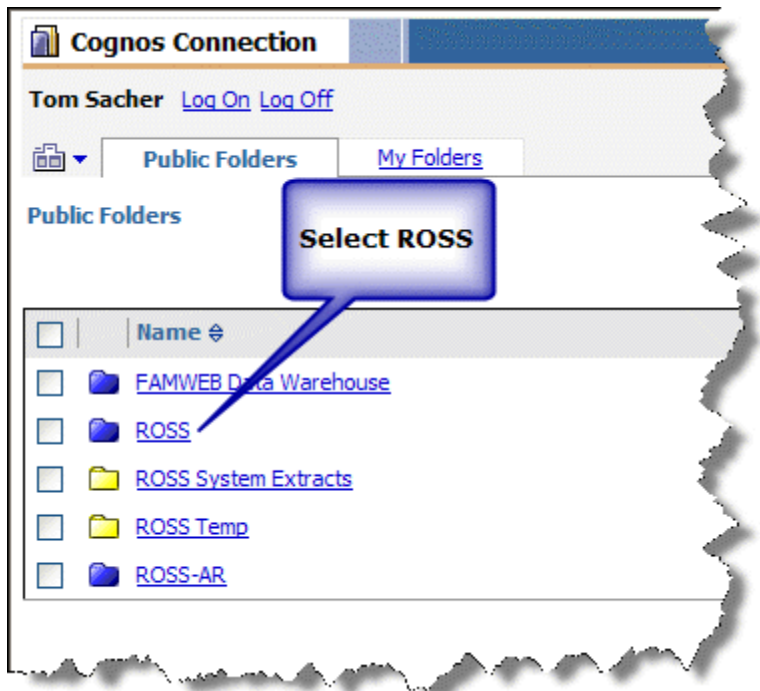 Cognos Connection
Tom Sacher Log On Log Off
Public Folders My Folders
Public Folders
Select ROSS
Name
FAMWEB Data Warehouse
ROSS
ROSS System Extracts
ROSS Temp
ROSS-AR